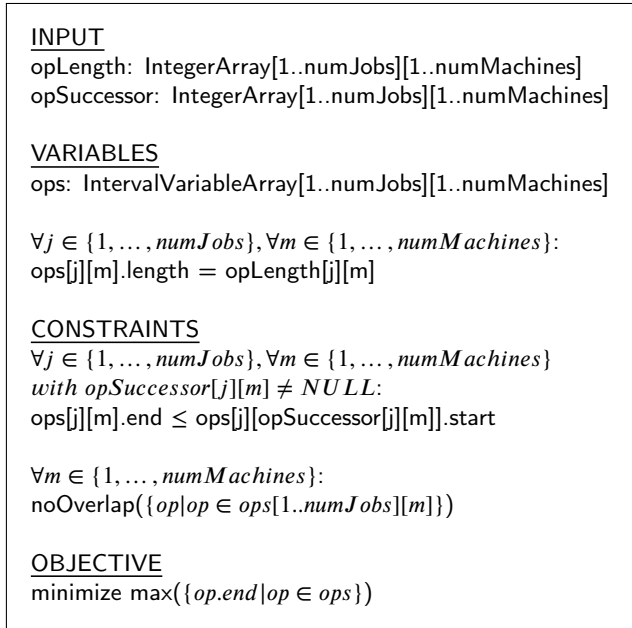 INPUT
opLength: IntegerArray[1..numJobs][1..numMachines]
opSuccessor: IntegerArray[1..numJobs][1..numMachines]
VARIABLES
ops: IntervalVariableArray[1..numJobs][1..numMachines]
∀j ∈ {1, … , numJobs}, ∀m ∈ {1, … , numMachines}:
ops[j][m].length = opLength[j][m]
CONSTRAINTS
∀j ∈ {1, … , numJobs}, ∀m ∈ {1, … , numMachines}
with opSuccessor[j][m] ≠ NULL:
ops[j][m].end ≤ ops[j][opSuccessor[j][m]].start
∀m ∈ {1, … , numMachines}:
noOverlap({op|op ∈ ops[1..numJobs][m]})
OBJECTIVE
minimize max({op.end|op ∈ ops})